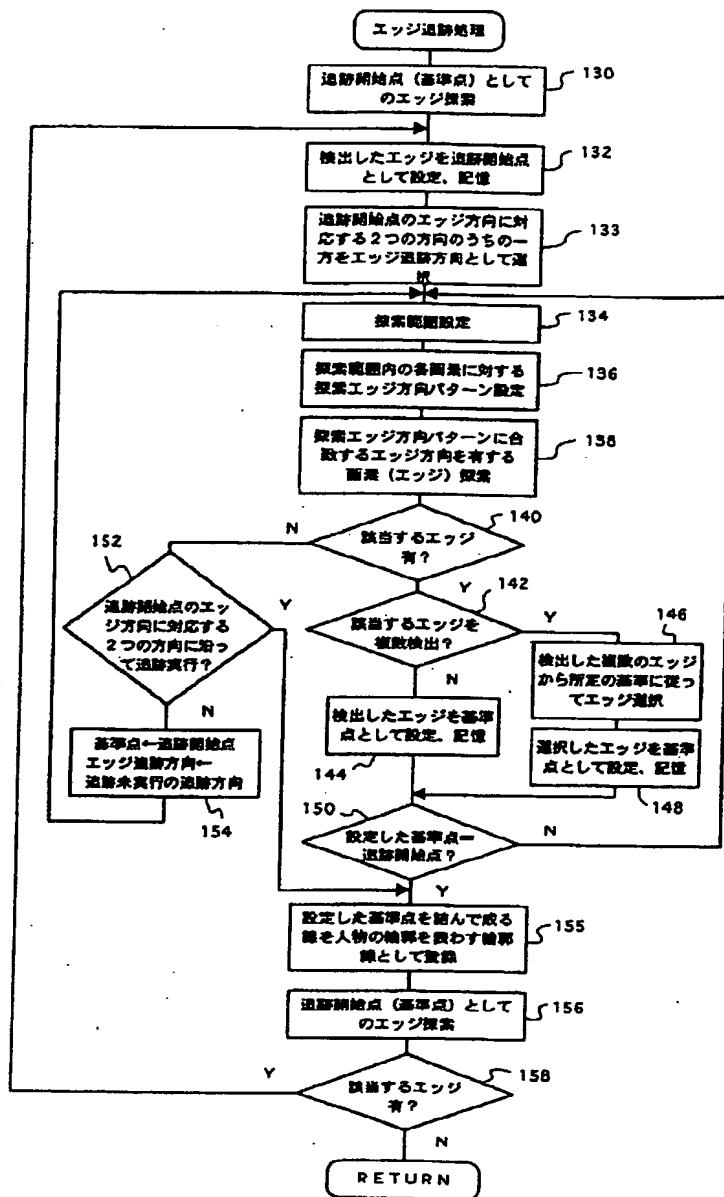 エッジ追跡処理
追跡開始点（基準点）として
のエッジ探索
130
検出したエッジを追跡開始点
として設定、記憶
132
追跡開始点のエッジ方向に対
応する２つの方向のうちの一
方をエッジ追跡方向として選
択
133
探索範囲設定
134
探索範囲内の各画素に対する
探索エッジ方向パターン設定
136
探索エッジ方向パターンに合
致するエッジ方向を有する
画素（エッジ）探索
138
該当するエッジ
有？
140
N
Y
152
追跡開始点のエッ
ジ方向に対応する
２つの方向に沿っ
て追跡実行？
Y
N
該当するエッジを
複数検出？
142
Y
N
146
検出した複数のエッジ
から所定の基準に従っ
てエッジ選択
検出したエッジを基準
点として設定、記憶
144
選択したエッジを基準
点として設定、記憶
148
基準点←追跡開始点
エッジ追跡方向←
追跡未実行の追跡方向
154
150
設定した基準点＝
追跡開始点？
N
Y
設定した基準点を結んで成る
線を人物の輪郭を表わす輪郭
線として登録
155
追跡開始点（基準点）として
のエッジ探索
156
該当するエッジ
有？
158
Y
N
RETURN